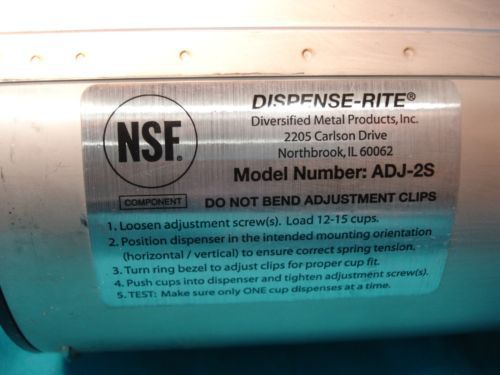 NSF®
COMPONENT
DISPENSE-RITE®
Diversified Metal Products, Inc.
2205 Carlson Drive
Northbrook, IL 60062
Model Number: ADJ-2S
DO NOT BEND ADJUSTMENT CLIPS
1. Loosen adjustment screw(s). Load 12-15 cups.
2. Position dispenser in the intended mounting orientation
(horizontal / vertical) to ensure correct spring tension.
3. Turn ring bezel to adjust clips for proper cup fit.
4. Push cups into dispenser and tighten adjustment screw(s).
5. TEST: Make sure only ONE cup dispenses at a time.